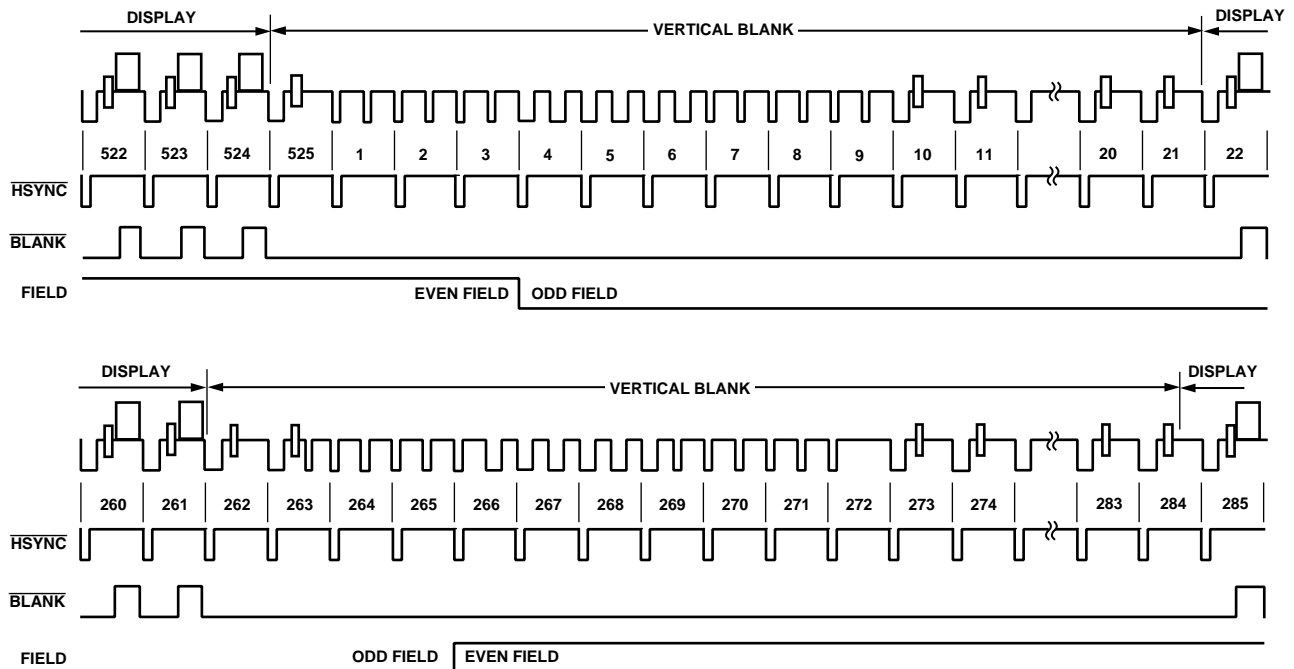 DISPLAY VERTICAL BLANK DISPLAY
522 523 524 525 1 2 3 4 5 6 7 8 9 10 11 20 21 22
HSYNC
BLANK
FIELD EVEN FIELD ODD FIELD
DISPLAY VERTICAL BLANK DISPLAY
260 261 262 263 264 265 266 267 268 269 270 271 272 273 274 283 284 285
HSYNC
BLANK
FIELD ODD FIELD EVEN FIELD